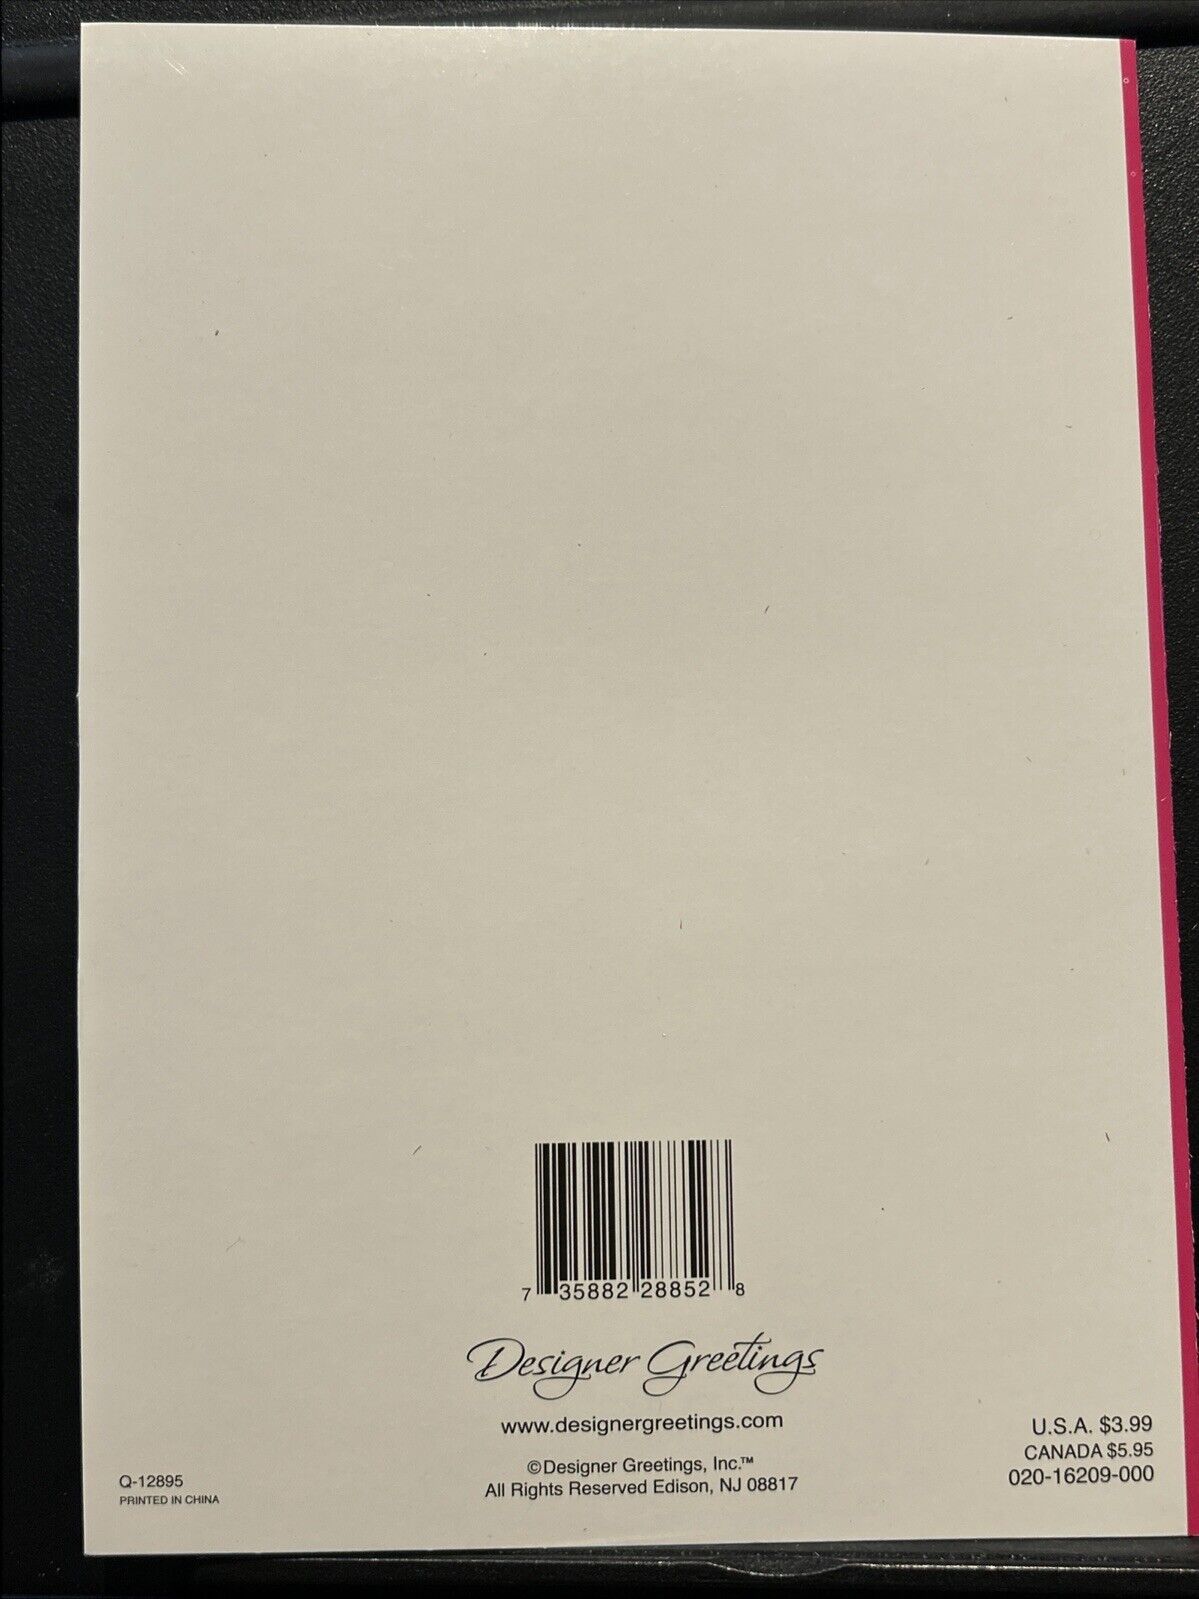 7 35882 28852 8
Designer Greetings
www.designergreetings.com
©Designer Greetings, Inc.™
All Rights Reserved Edison, NJ 08817
Q-12895
PRINTED IN CHINA
U.S.A. $3.99
CANADA $5.95
020-16209-000